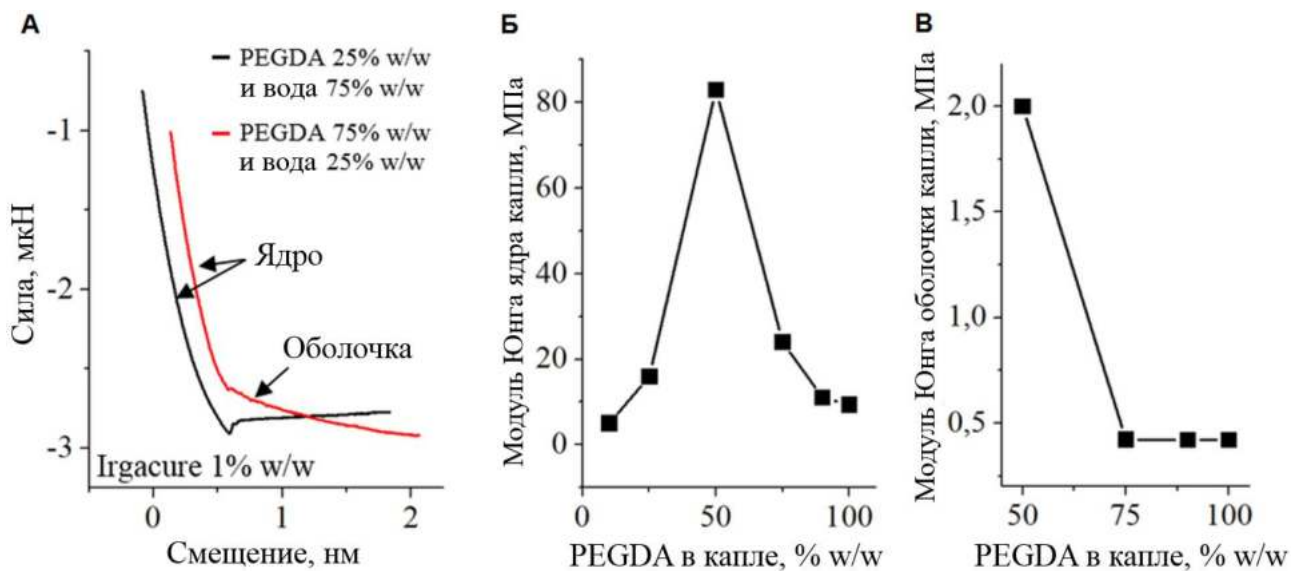 А
PEGDA 25% w/w
и вода 75% w/w
PEGDA 75% w/w
и вода 25% w/w
Ядро
Оболочка
Irgacure 1% w/w
Сила, мкН
-1
-2
-3
0
1
2
Смещение, нм
Б
Модуль Юнга ядра капли, МПа
80
60
40
20
0
0
50
100
PEGDA в капле, % w/w
В
Модуль Юнга оболочки капли, МПа
2,0
1,5
1,0
0,5
50
75
100
PEGDA в капле, % w/w